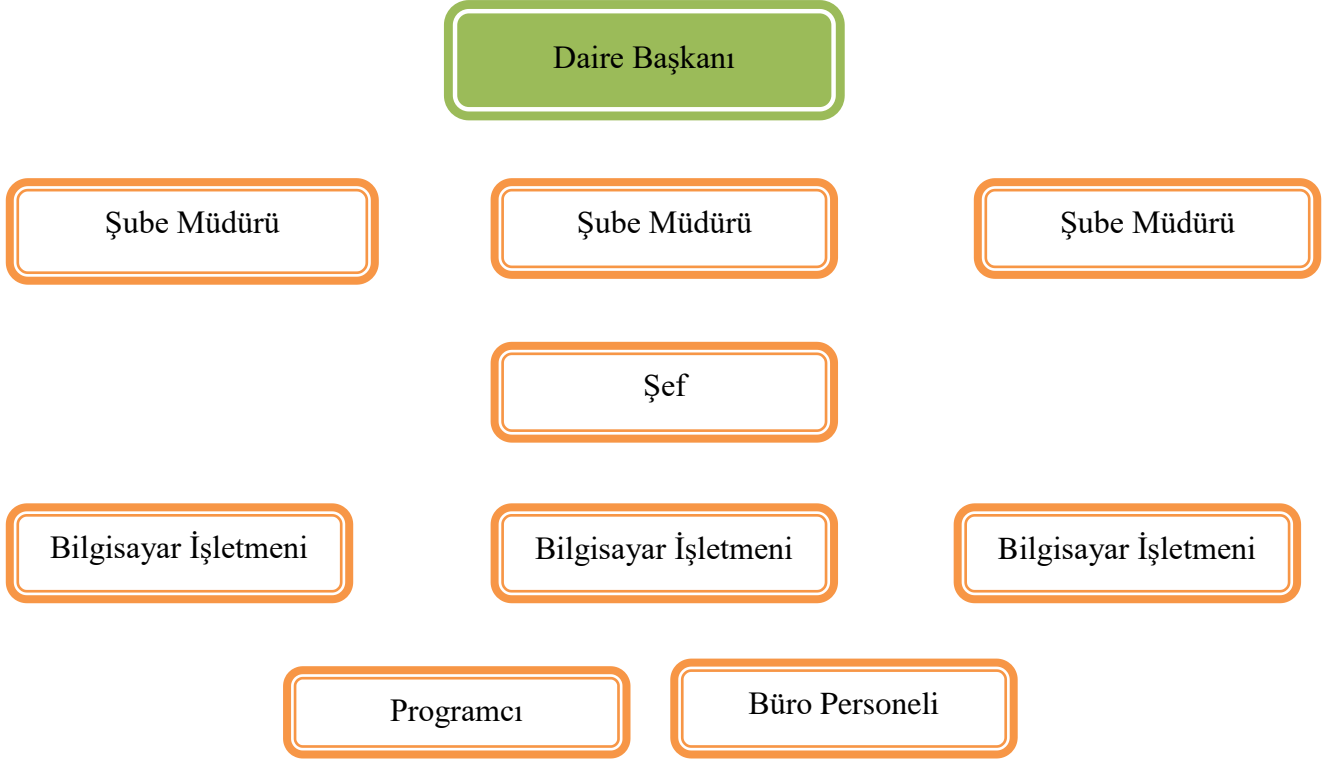 Daire Başkanı
Şube Müdürü
Şube Müdürü
Şube Müdürü
Şef
Bilgisayar İşletmeni
Bilgisayar İşletmeni
Bilgisayar İşletmeni
Programcı
Büro Personeli